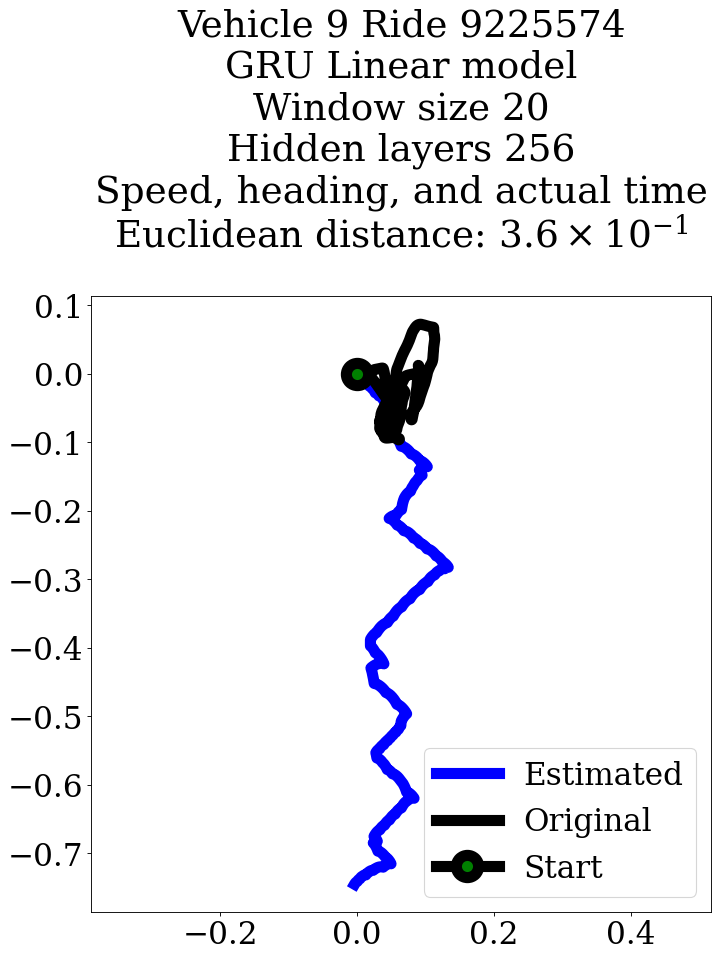 Vehicle 9 Ride 9225574
GRU Linear model
Window size 20
Hidden layers 256
Speed, heading, and actual time
Euclidean distance: 3.6 × 10⁻¹
0.1
0.0
−0.1
−0.2
−0.3
−0.4
−0.5
−0.6
−0.7
Estimated
Original
Start
−0.2 0.0 0.2 0.4